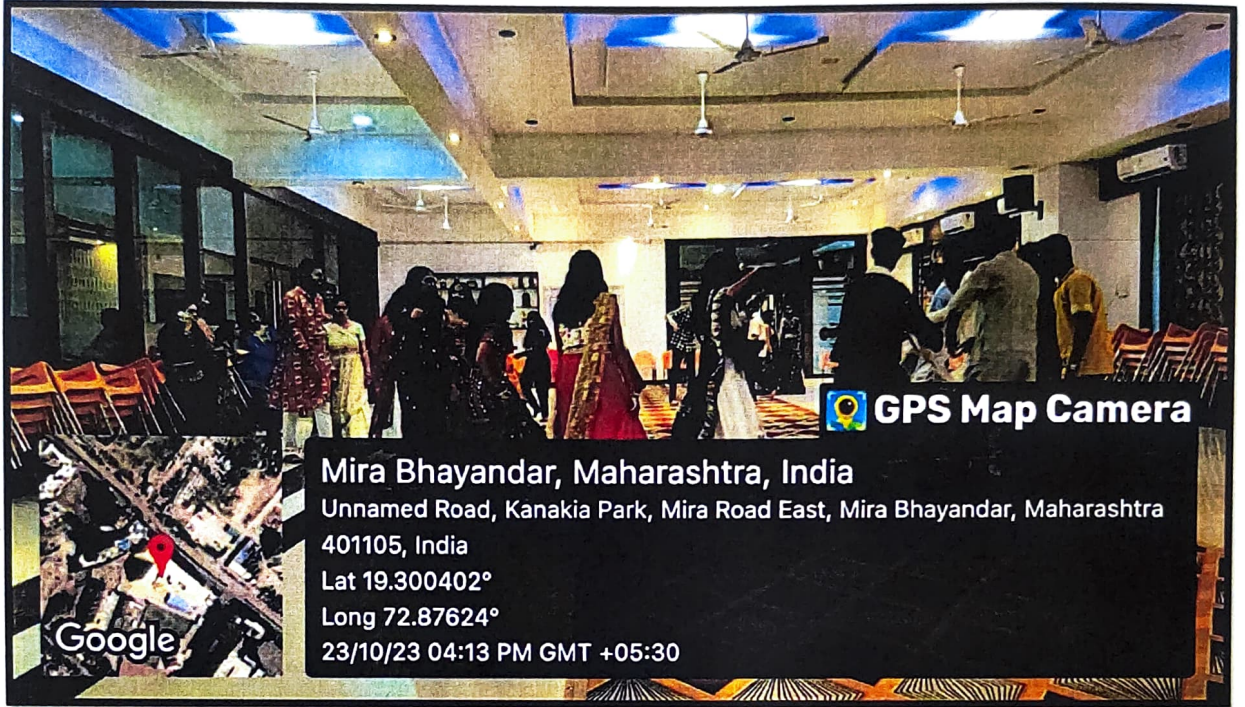 GPS Map Camera
Mira Bhayandar, Maharashtra, India
Unnamed Road, Kanakia Park, Mira Road East, Mira Bhayandar, Maharashtra
401105, India
Lat 19.300402°
Long 72.87624°
23/10/23 04:13 PM GMT +05:30
Google